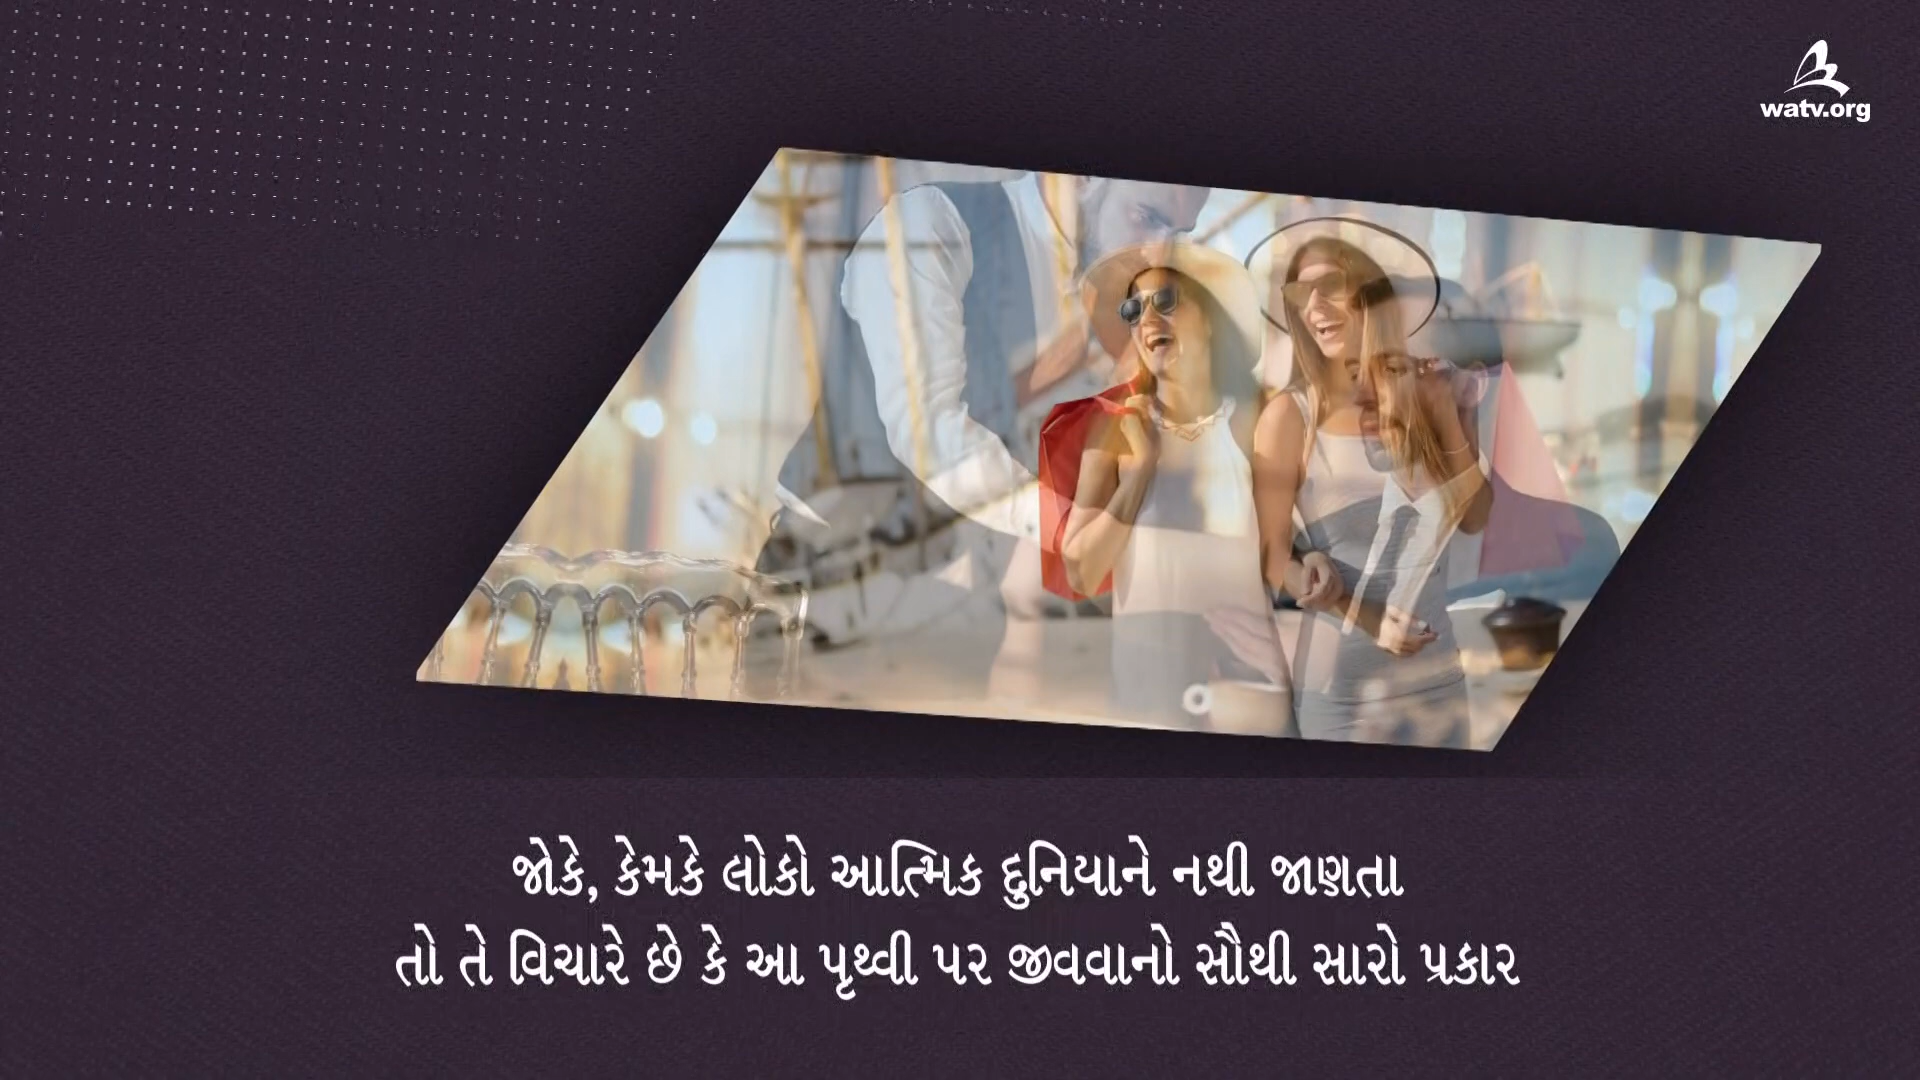 watv.org
જોકે, કેમકે લોકો આત્મિક દુનિયાને નથી જાણતા
તો તે વિચારે છે કે આ પૃથ્વી પર જીવવાનો સૌથી સારો પ્રકાર